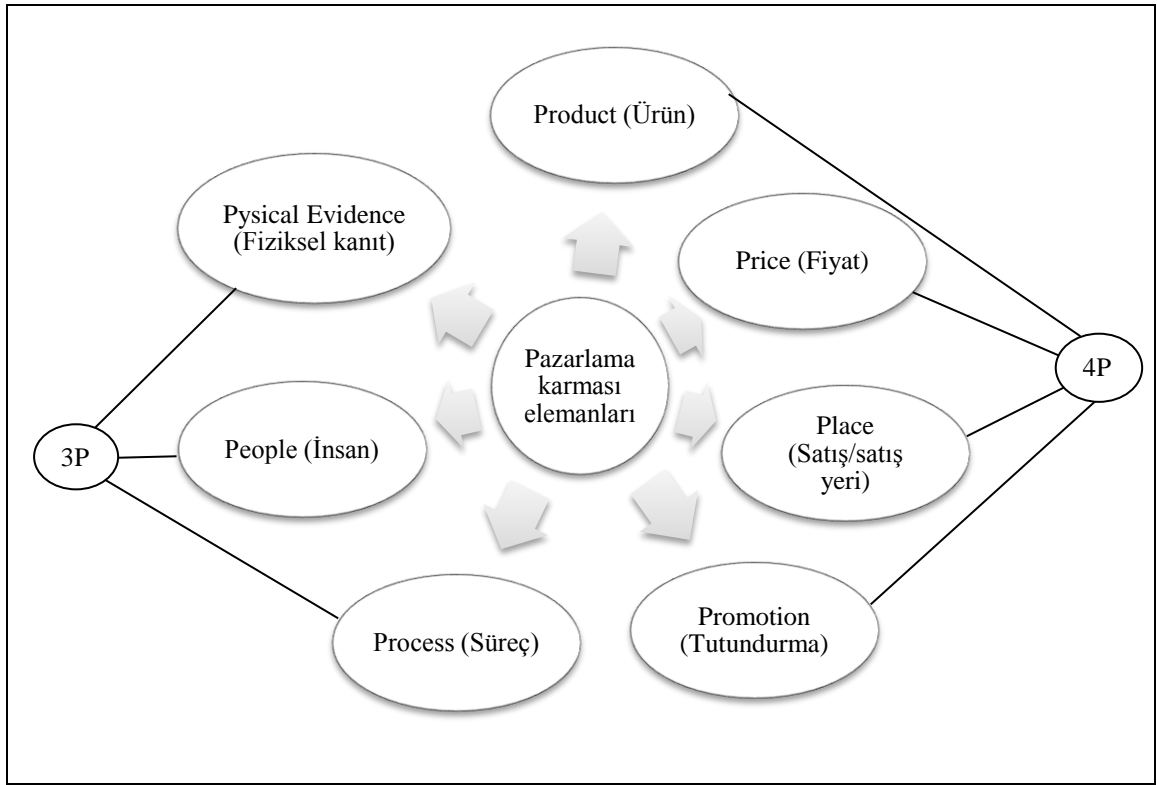 Product (Ürün)
Pysical Evidence
(Fiziksel kanıt)
Price (Fiyat)
Pazarlama
karması
elemanları
4P
3P
People (İnsan)
Place
(Satış/satış
yeri)
Process (Süreç)
Promotion
(Tutundurma)